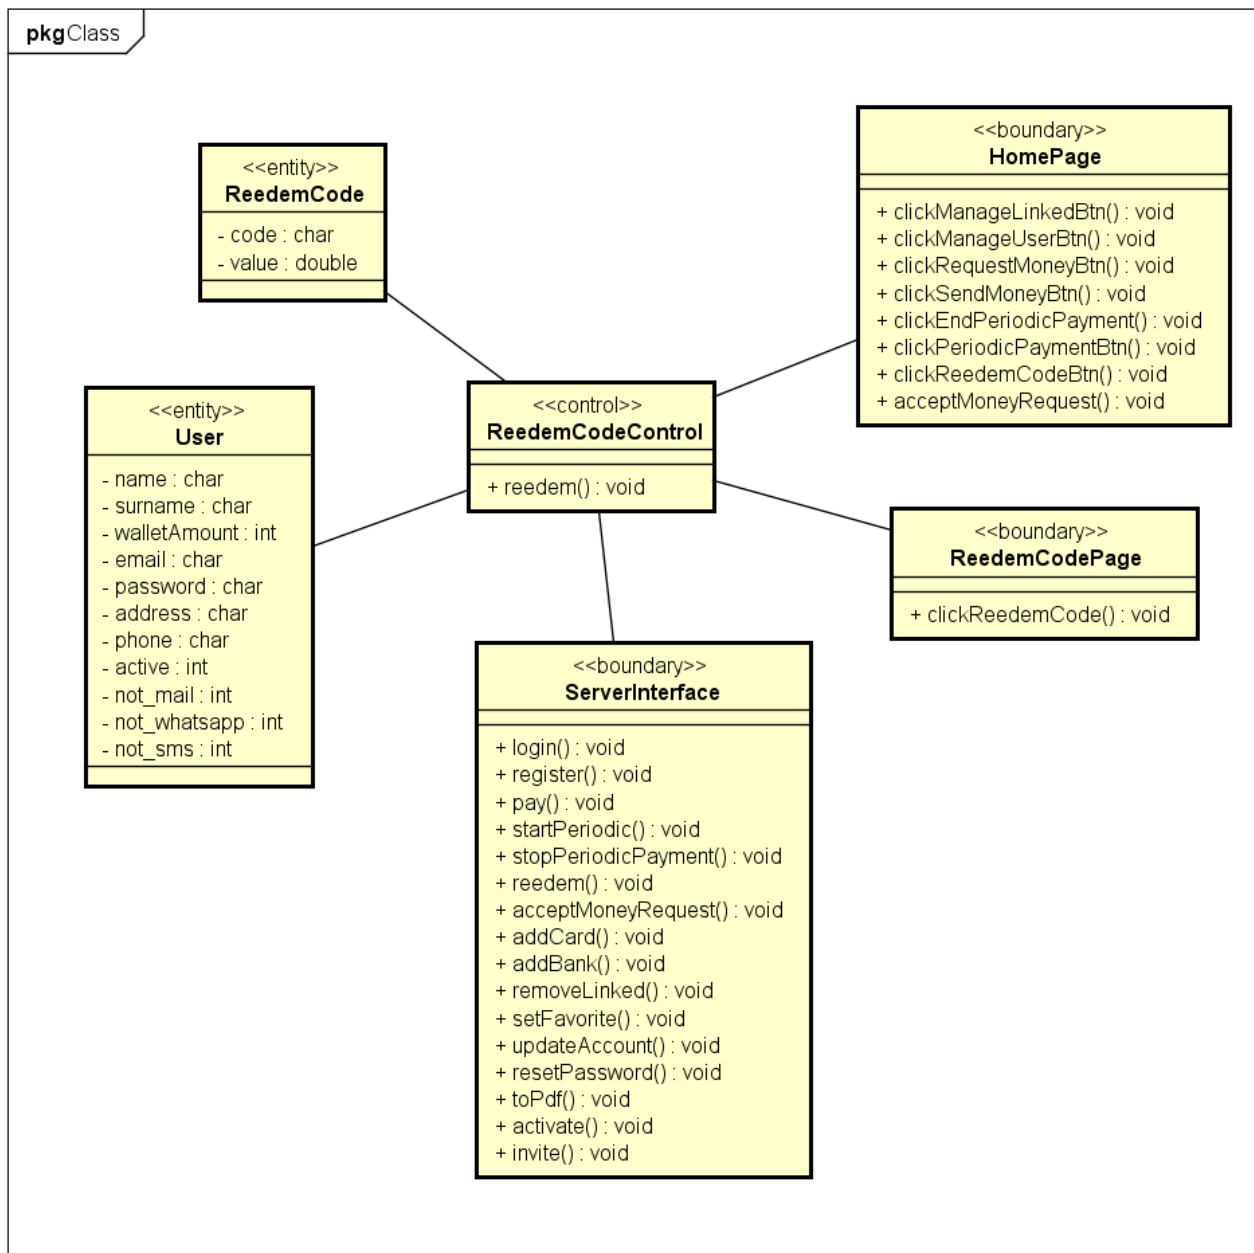 pkg Class
<<entity>>
ReedemCode
- code : char
- value : double
<<boundary>>
HomePage
+ clickManageLinkedBtn() : void
+ clickManageUserBtn() : void
+ clickRequestMoneyBtn() : void
+ clickSendMoneyBtn() : void
+ clickEndPeriodicPayment() : void
+ clickPeriodicPaymentBtn() : void
+ clickReedemCodeBtn() : void
+ acceptMoneyRequest() : void
<<entity>>
User
- name : char
- surname : char
- walletAmount : int
- email : char
- password : char
- address : char
- phone : char
- active : int
- not_mail : int
- not_whatsapp : int
- not_sms : int
<<control>>
ReedemCodeControl
+ reedem() : void
<<boundary>>
ReedemCodePage
+ clickReedemCode() : void
<<boundary>>
ServerInterface
+ login() : void
+ register() : void
+ pay() : void
+ startPeriodic() : void
+ stopPeriodicPayment() : void
+ reedem() : void
+ acceptMoneyRequest() : void
+ addCard() : void
+ addBank() : void
+ removeLinked() : void
+ setFavorite() : void
+ updateAccount() : void
+ resetPassword() : void
+ toPdf() : void
+ activate() : void
+ invite() : void